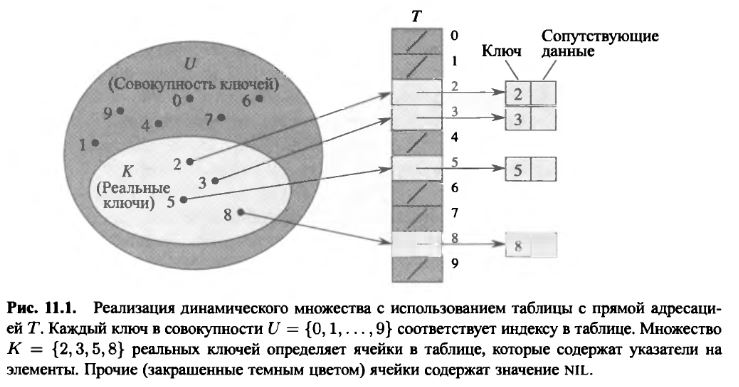 T
U
(Совокупность ключей)
0
6
9
4
7
1
K
(Реальные
ключи)
2
3
5
8
0
1
2
3
4
5
6
7
8
9
Ключ
Сопутствующие
данные
2
3
5
8
Рис. 11.1. Реализация динамического множества с использованием таблицы с прямой адресаци-
ей T. Каждый ключ в совокупности U = {0, 1, . . . , 9} соответствует индексу в таблице. Множество
K = {2, 3, 5, 8} реальных ключей определяет ячейки в таблице, которые содержат указатели на
элементы. Прочие (закрашенные темным цветом) ячейки содержат значение NIL.